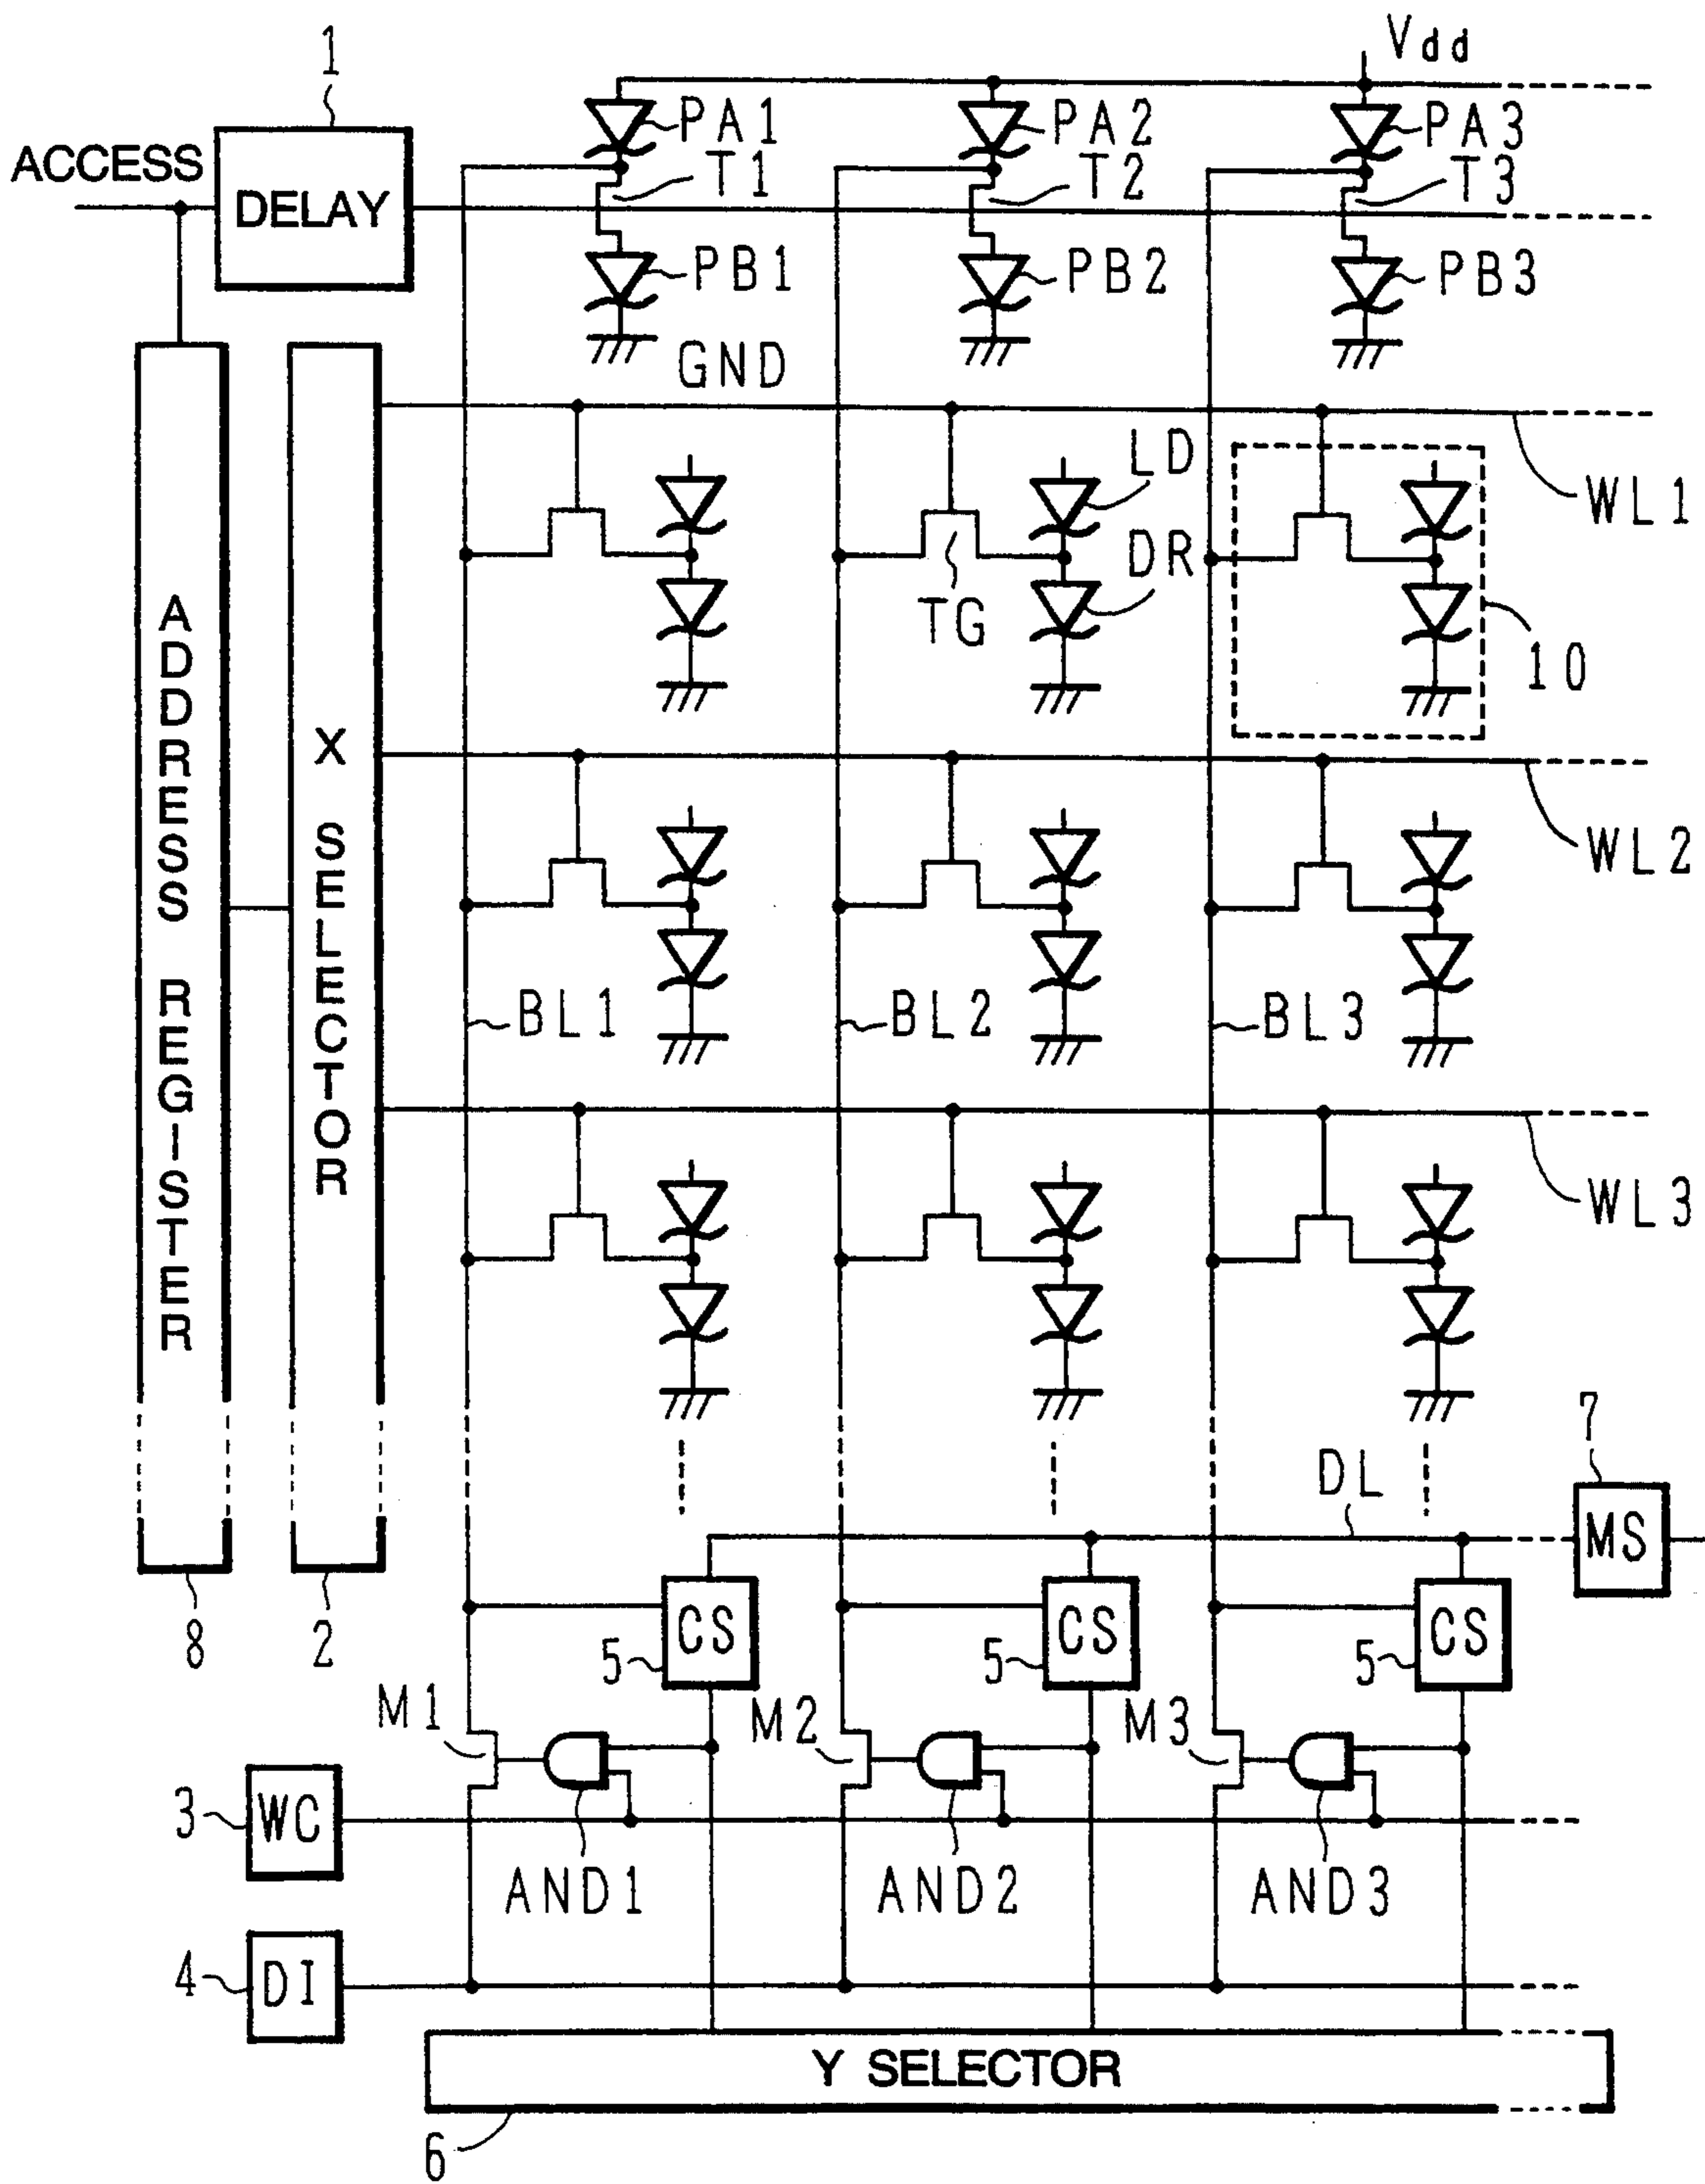 1
Vdd
ACCESS
DELAY
PA1
PA2
PA3
T1
T2
T3
PB1
PB2
PB3
GND
LD
WL1
DR
TG
10
ADDRESS REGISTER
X SELECTOR
WL2
BL1
BL2
BL3
WL3
DL
7
MS
8
2
5
CS
5
CS
5
CS
M1
M2
M3
3
WC
AND1
AND2
AND3
4
DI
Y SELECTOR
6